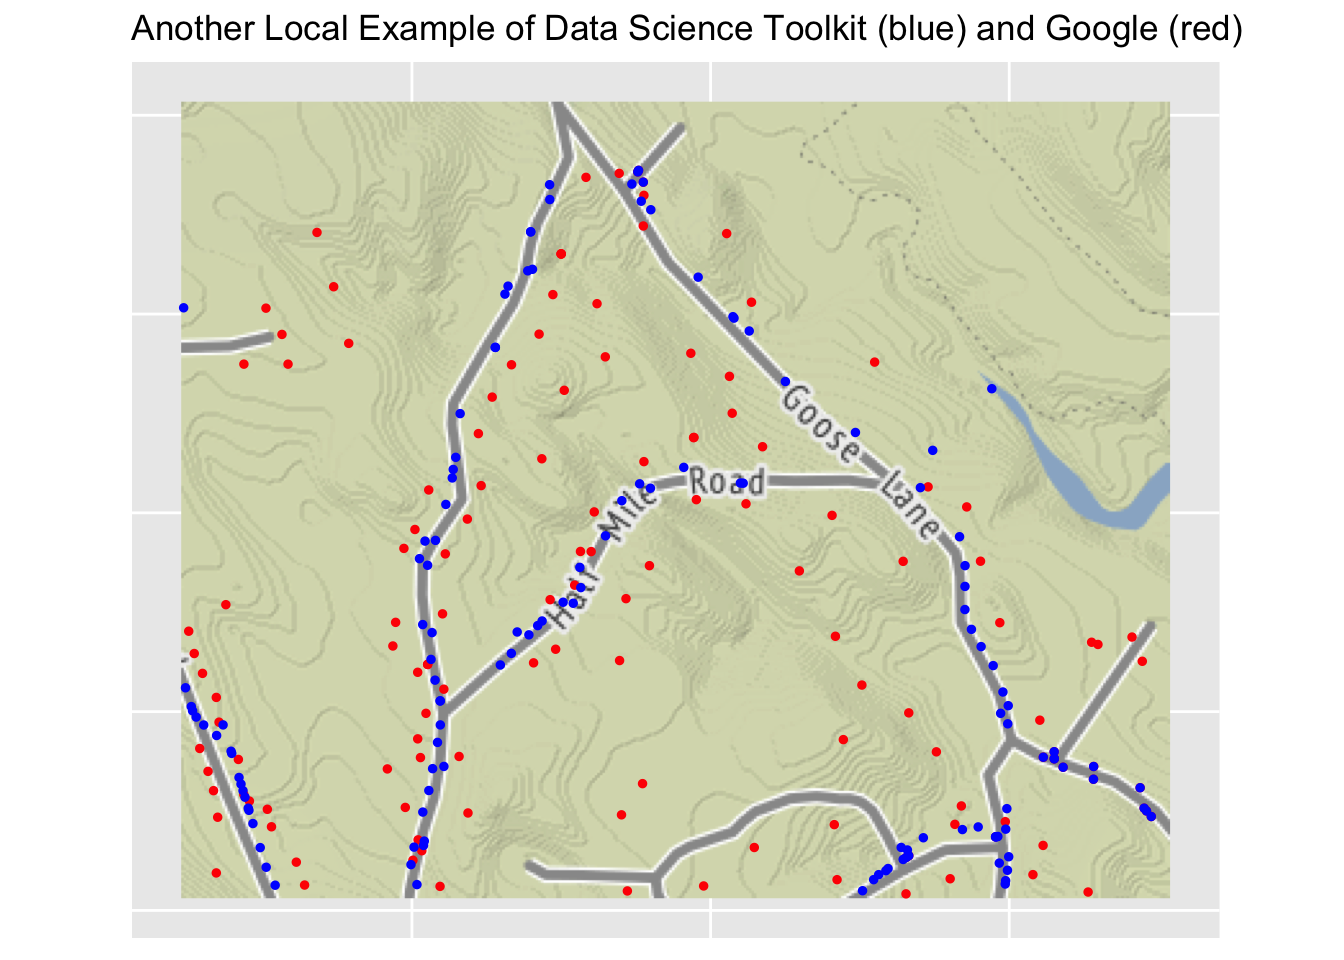 Another Local Example of Data Science Toolkit (blue) and Google (red)
Goose Lane
Half Mile Road